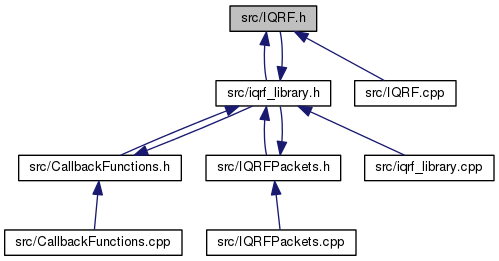 src/IQRF.h
src/iqrf_library.h
src/IQRF.cpp
src/CallbackFunctions.h
src/IQRFPackets.h
src/iqrf_library.cpp
src/CallbackFunctions.cpp
src/IQRFPackets.cpp